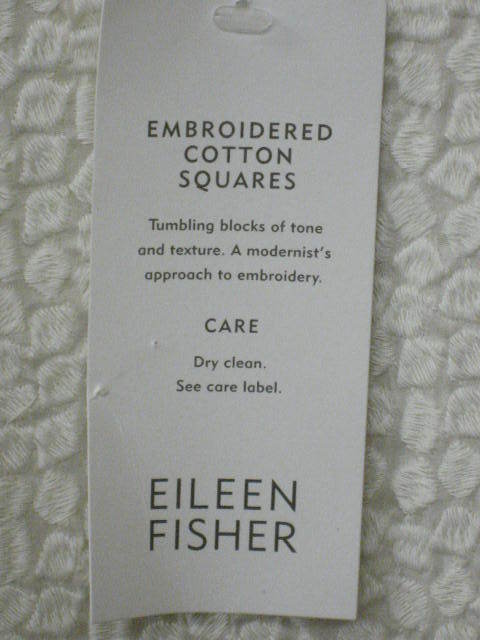 EMBROIDERED
COTTON
SQUARES
Tumbling blocks of tone
and texture. A modernist's
approach to embroidery.
CARE
Dry clean.
See care label.
EILEEN
FISHER